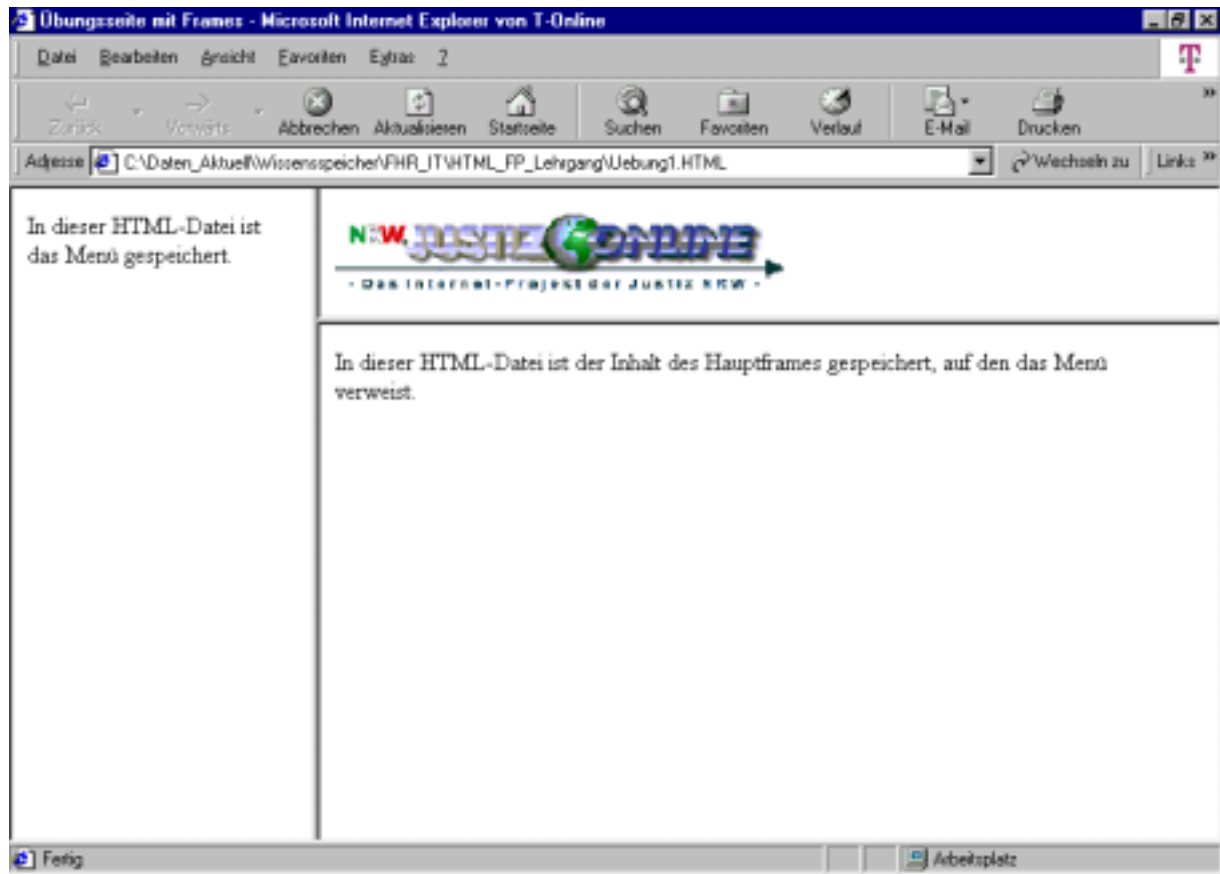 Übungsseite mit Frames - Microsoft Internet Explorer von T-Online
Datei Bearbeiten Ansicht Favoriten Extras ?
T
Zurück Vorwärts Abbrechen Aktualisieren Startseite Suchen Favoriten Verlauf E-Mail Drucken
Adresse C:\Daten_Aktuell\Wissensspeicher\FHR_IT\HTML_FP_Lehrgang\Uebung1.HTML Wechseln zu Links
In dieser HTML-Datei ist
das Menü gespeichert.
NRW. JUSTIZ ONLINE
- Das Internet-Projekt der Justiz NRW -
In dieser HTML-Datei ist der Inhalt des Hauptframes gespeichert, auf den das Menü
verweist.
Fertig Arbeitsplatz